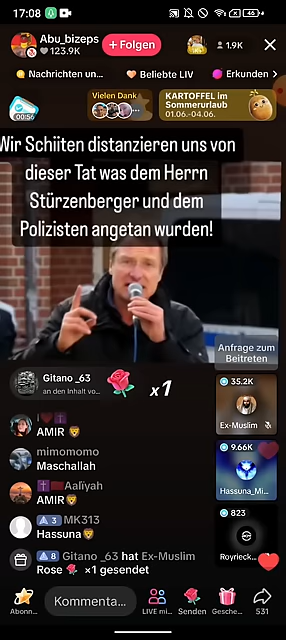 17:08
46
Abu_bizeps
123.9K
+ Folgen
1.9K
Nachrichten un...
Beliebte LIV
Erkunden >
00:56
Vielen Dank
KARTOFFEL im
Sommerurlaub
01.06.-04.06.
Wir Schiiten distanzieren uns von
dieser Tat was dem Herrn
Stürzenberger und dem
Polizisten angetan wurden!
Anfrage zum
Beitreten
Gitano _63
an den Inhalt vo...
x1
35.2K
Ex-Muslim
AMIR
mimomomo
Maschallah
9.66K
Hassuna_Mi...
Aaliyah
AMIR
3 MK313
Hassuna
823
Royrieck...
8 Gitano _63 hat Ex-Muslim
Rose x1 gesendet
Abonn...
Kommenta...
LIVE mi...
Senden
Gesche...
531